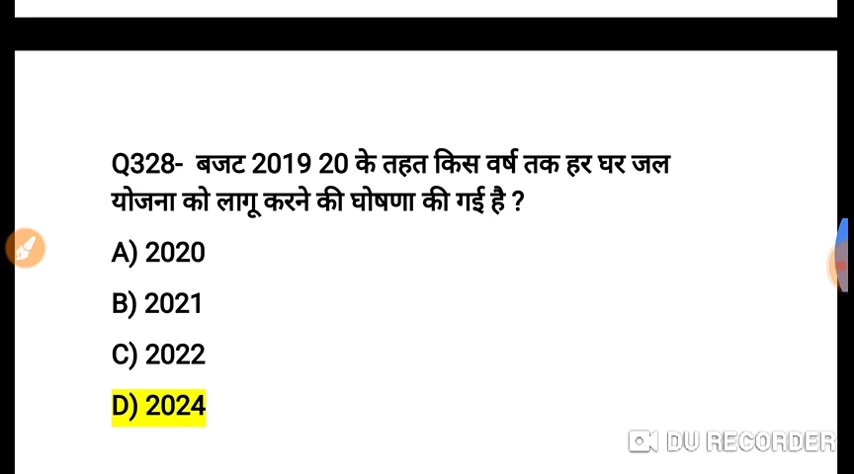 Q328- बजट 2019 20 के तहत किस वर्ष तक हर घर जल
योजना को लागू करने की घोषणा की गई है ?
A) 2020
B) 2021
C) 2022
D) 2024
DU RECORDER